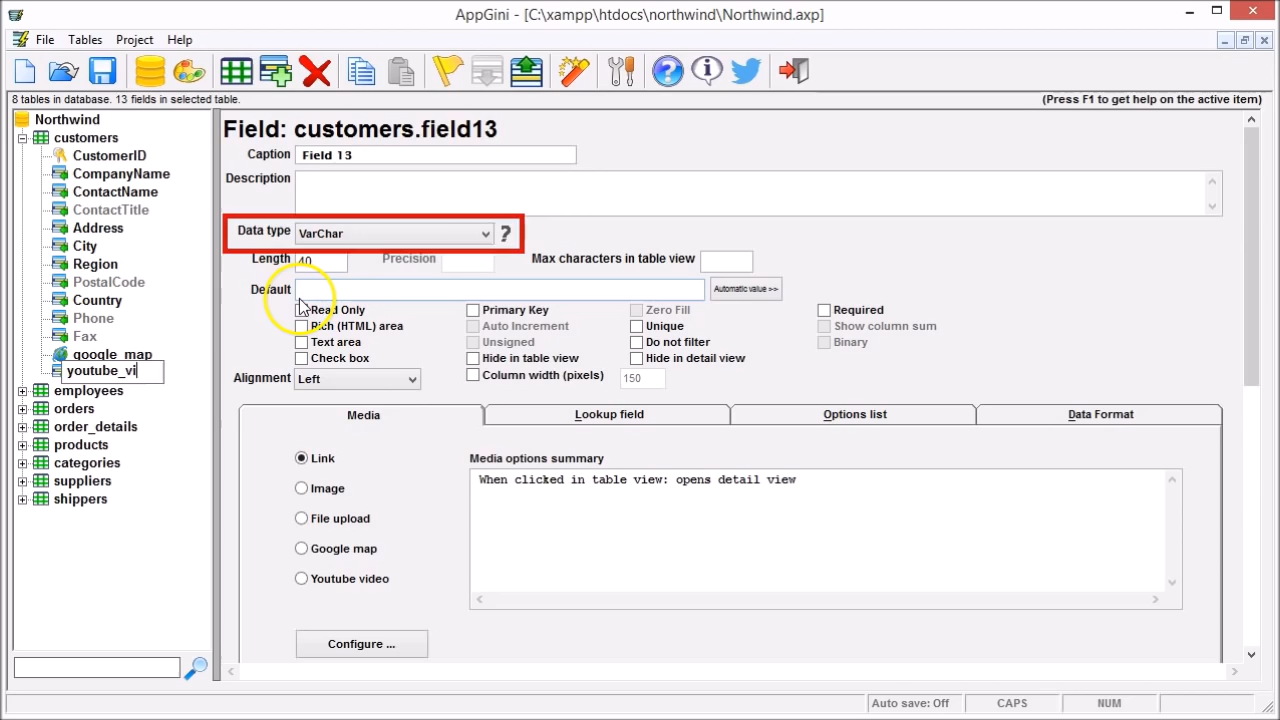 AppGini - [C:\xampp\htdocs\northwind\Northwind.axp]
File Tables Project Help
8 tables in database. 13 fields in selected table. (Press F1 to get help on the active item)
Northwind
customers
CustomerID
CompanyName
ContactName
ContactTitle
Address
City
Region
PostalCode
Country
Phone
Fax
google_map
youtube_vi
employees
orders
order_details
products
categories
suppliers
shippers
Field: customers.field13
Caption Field 13
Description
Data type VarChar ?
Length 40 Precision Max characters in table view
Default Automatic value >>
Read Only Primary Key Zero Fill Required
Rich (HTML) area Auto Increment Unique Show column sum
Text area Unsigned Do not filter Binary
Check box Hide in table view Hide in detail view
Alignment Left Column width (pixels) 150
Media Lookup field Options list Data Format
Link
Image
File upload
Google map
Youtube video
Media options summary
When clicked in table view: opens detail view
Configure ...
Auto save: Off CAPS NUM